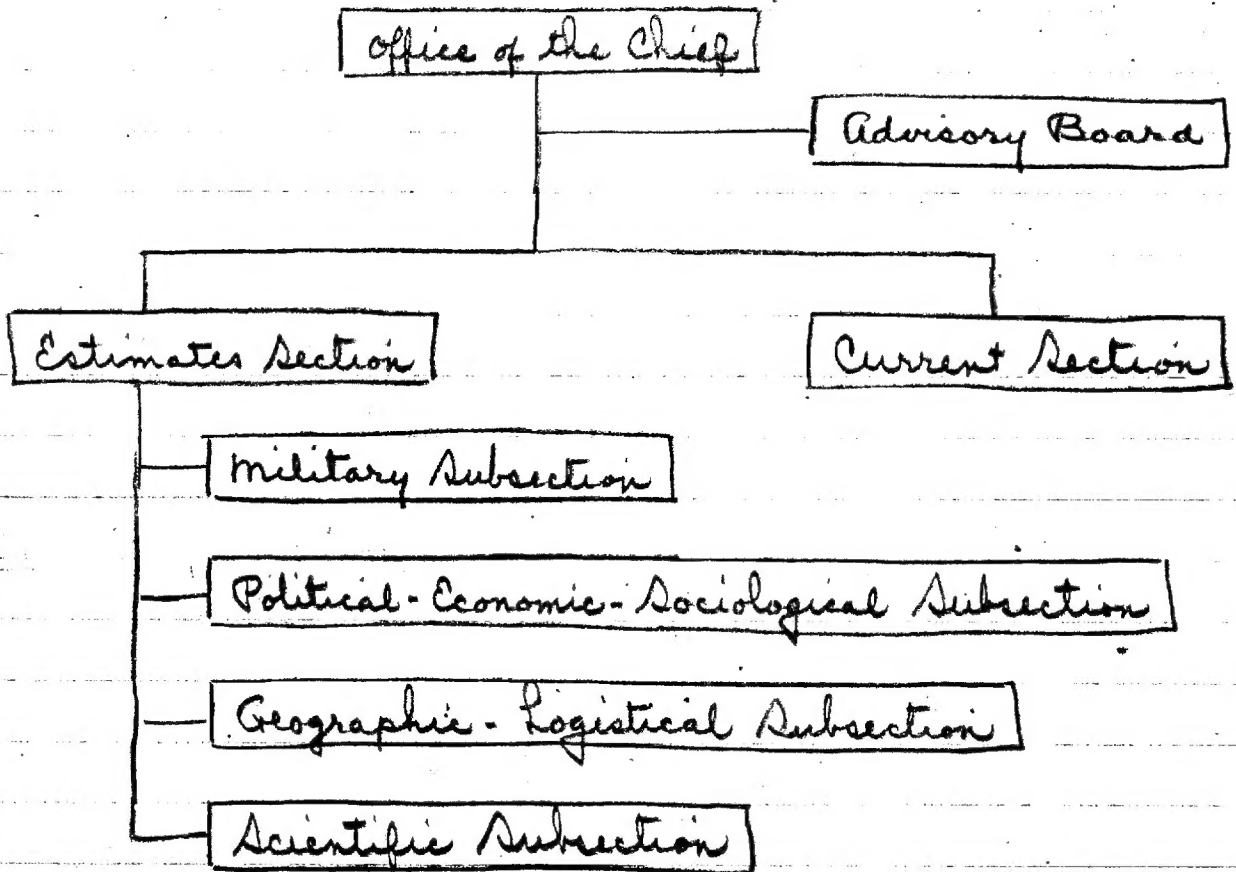 Office of the Chief
Advisory Board
Estimates Section
Current Section
Military Subsection
Political-Economic-Sociological Subsection
Geographic-Logistical Subsection
Scientific Subsection